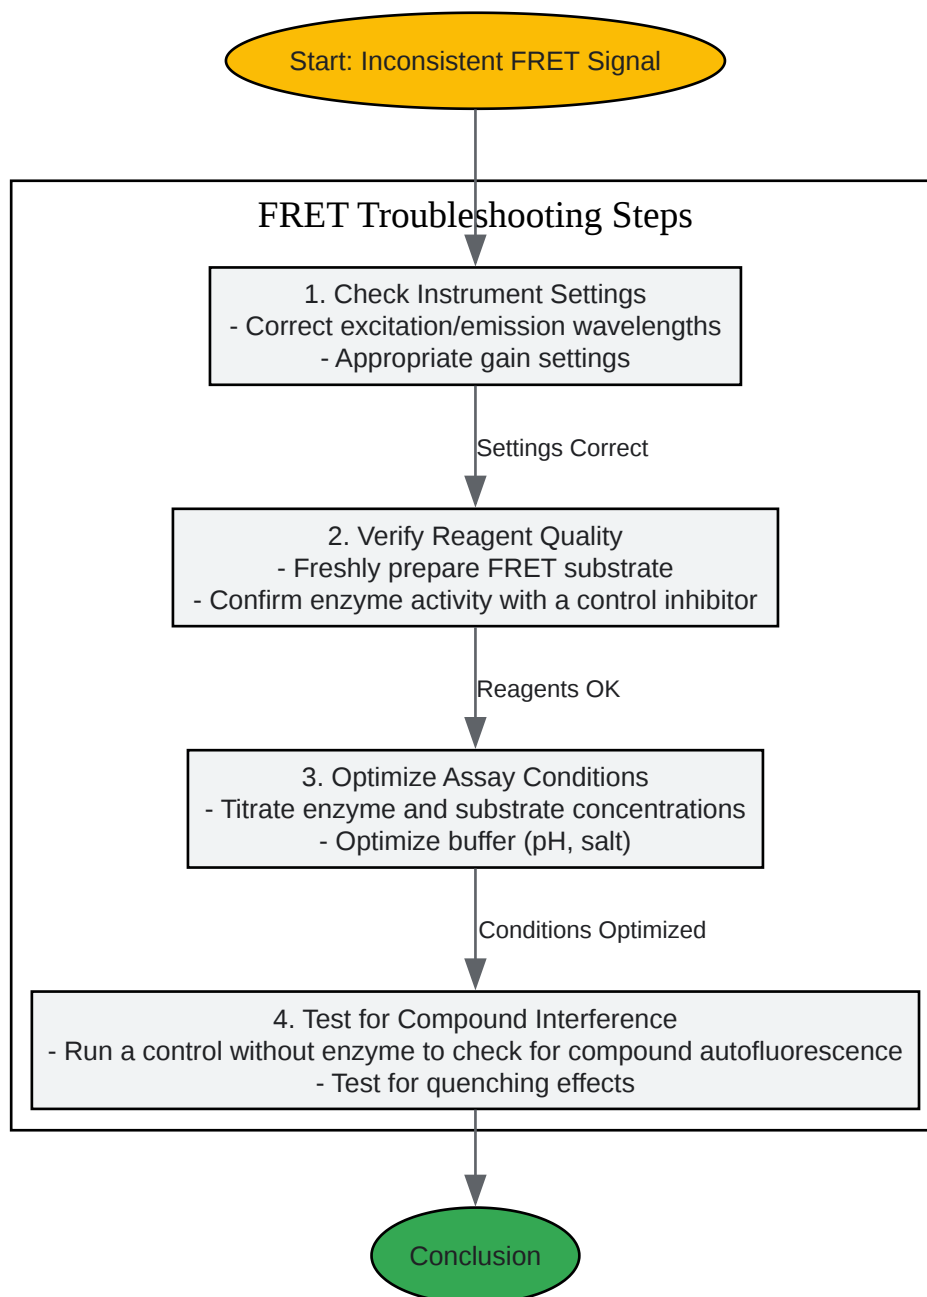 Start: Inconsistent FRET Signal
FRET Troubleshooting Steps
1. Check Instrument Settings
- Correct excitation/emission wavelengths
- Appropriate gain settings
Settings Correct
2. Verify Reagent Quality
- Freshly prepare FRET substrate
- Confirm enzyme activity with a control inhibitor
Reagents OK
3. Optimize Assay Conditions
- Titrate enzyme and substrate concentrations
- Optimize buffer (pH, salt)
Conditions Optimized
4. Test for Compound Interference
- Run a control without enzyme to check for compound autofluorescence
- Test for quenching effects
Conclusion